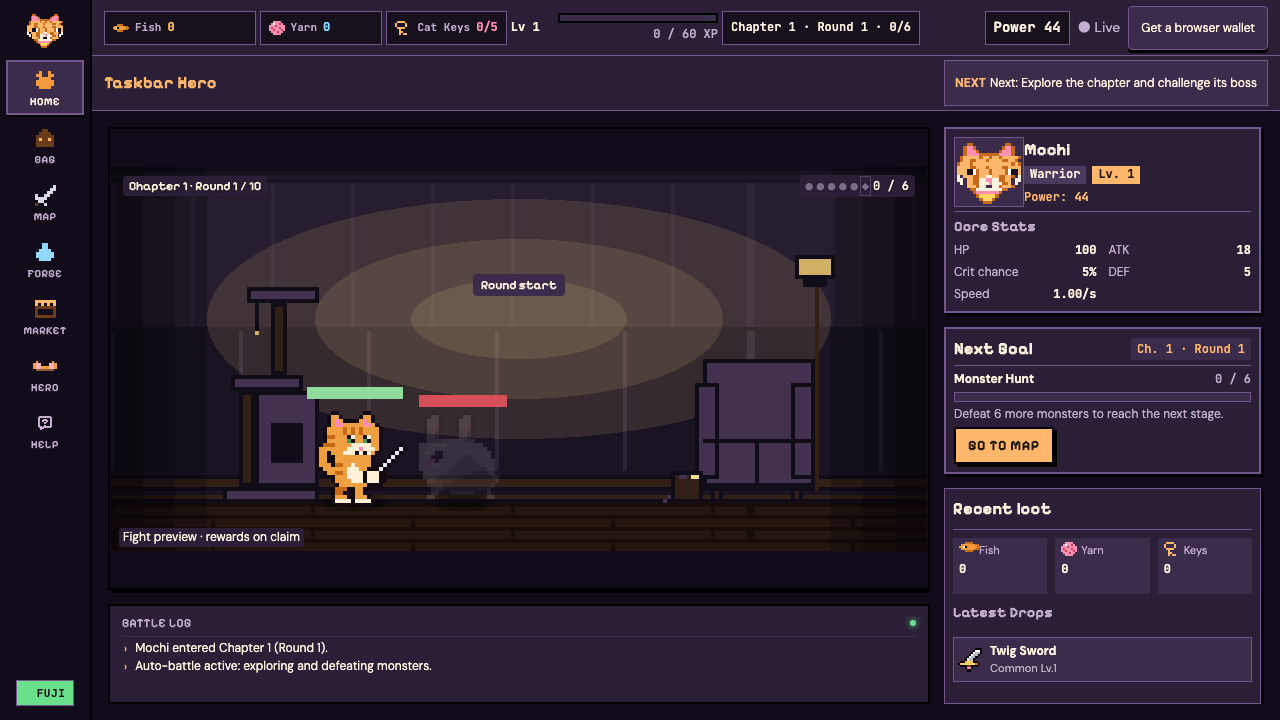 Fish 0
Yarn 0
Cat Keys 0/5
Lv 1
0 / 60 XP
Chapter 1 · Round 1 · 0/6
Power 44
Live
Get a browser wallet
HOME
BAG
MAP
FORGE
MARKET
HERO
HELP
FUJI
Taskbar Hero
NEXT Next: Explore the chapter and challenge its boss
Chapter 1 · Round 1 / 10
0 / 6
Round start
Fight preview · rewards on claim
BATTLE LOG
› Mochi entered Chapter 1 (Round 1).
› Auto-battle active: exploring and defeating monsters.
Mochi
Warrior Lv. 1
Power: 44
Core Stats
HP 100 ATK 18
Crit chance 5% DEF 5
Speed 1.00/s
Next Goal Ch. 1 · Round 1
Monster Hunt 0 / 6
Defeat 6 more monsters to reach the next stage.
GO TO MAP
Recent loot
Fish Yarn Keys
0 0 0
Latest Drops
Twig Sword
Common Lv.1